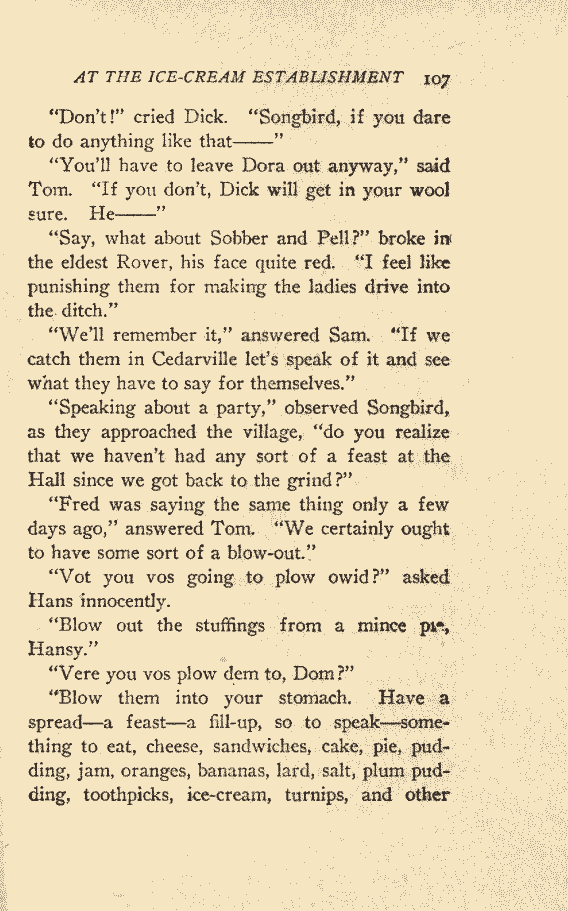 AT THE ICE-CREAM ESTABLISHMENT 107
“Don’t!” cried Dick. “Songbird, if you dare
to do anything like that——”
“You’ll have to leave Dora out anyway,” said
Tom. “If you don’t, Dick will get in your wool
sure. He——”
“Say, what about Sobber and Pell?” broke in
the eldest Rover, his face quite red. “I feel like
punishing them for making the ladies drive into
the ditch.”
“We’ll remember it,” answered Sam. “If we
catch them in Cedarville let’s speak of it and see
what they have to say for themselves.”
“Speaking about a party,” observed Songbird,
as they approached the village, “do you realize
that we haven’t had any sort of a feast at the
Hall since we got back to the grind?”
“Fred was saying the same thing only a few
days ago,” answered Tom. “We certainly ought
to have some sort of a blow-out.”
“Vot you vos going to plow owid?” asked
Hans innocently.
“Blow out the stuffings from a mince pie,
Hansy.”
“Vere you vos plow dem to, Dom?”
“Blow them into your stomach. Have a
spread—a feast—a fill-up, so to speak—some-
thing to eat, cheese, sandwiches, cake, pie, pud-
ding, jam, oranges, bananas, lard, salt, plum pud-
ding, toothpicks, ice-cream, turnips, and other